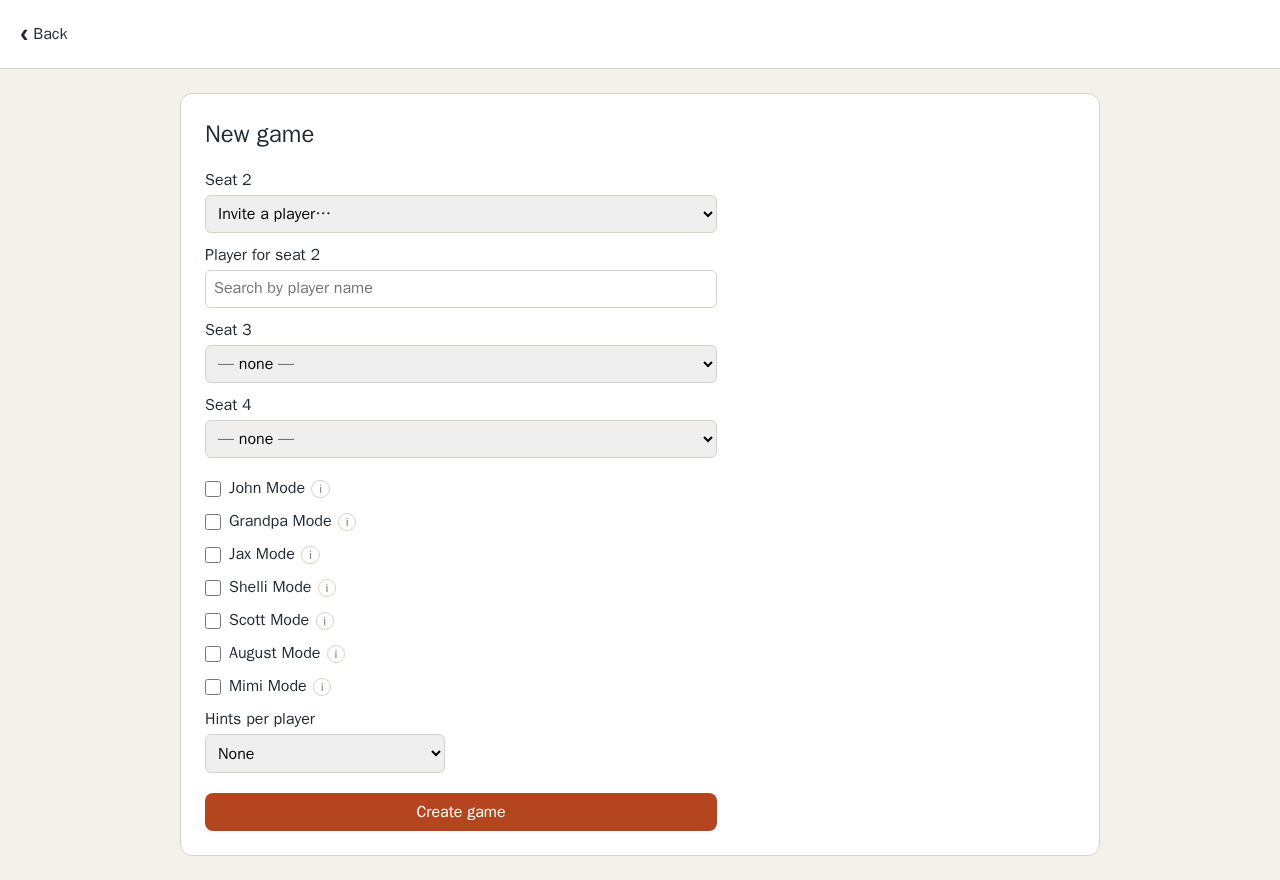 ‹ Back
New game
Seat 2
Invite a player…
Player for seat 2
Search by player name
Seat 3
— none —
Seat 4
— none —
John Mode i
Grandpa Mode i
Jax Mode i
Shelli Mode i
Scott Mode i
August Mode i
Mimi Mode i
Hints per player
None
Create game